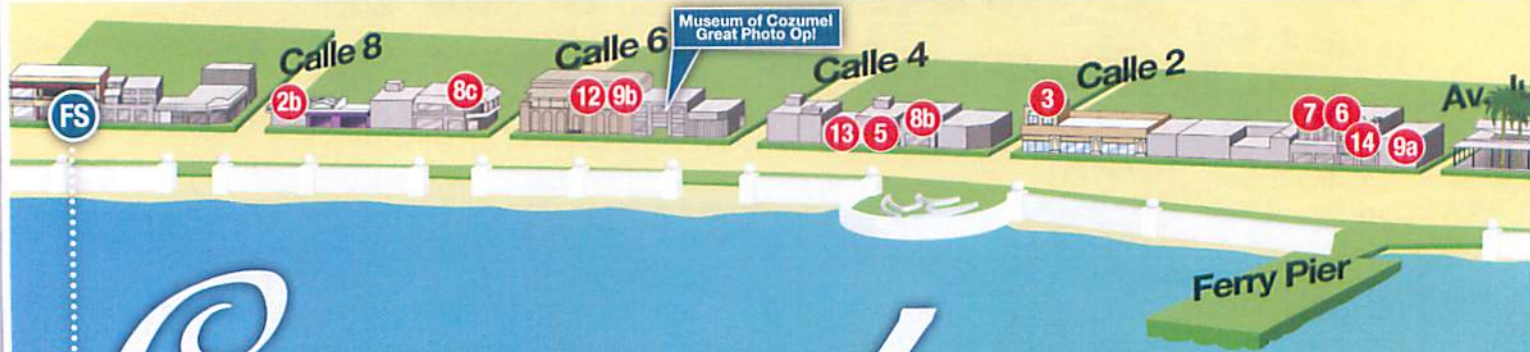 Museum of Cozumel
Great Photo Op!
Calle 8
Calle 6
Calle 4
Calle 2
Av.
FS
2b
8c
12
9b
13
5
8b
3
7
6
14
9a
Ferry Pier